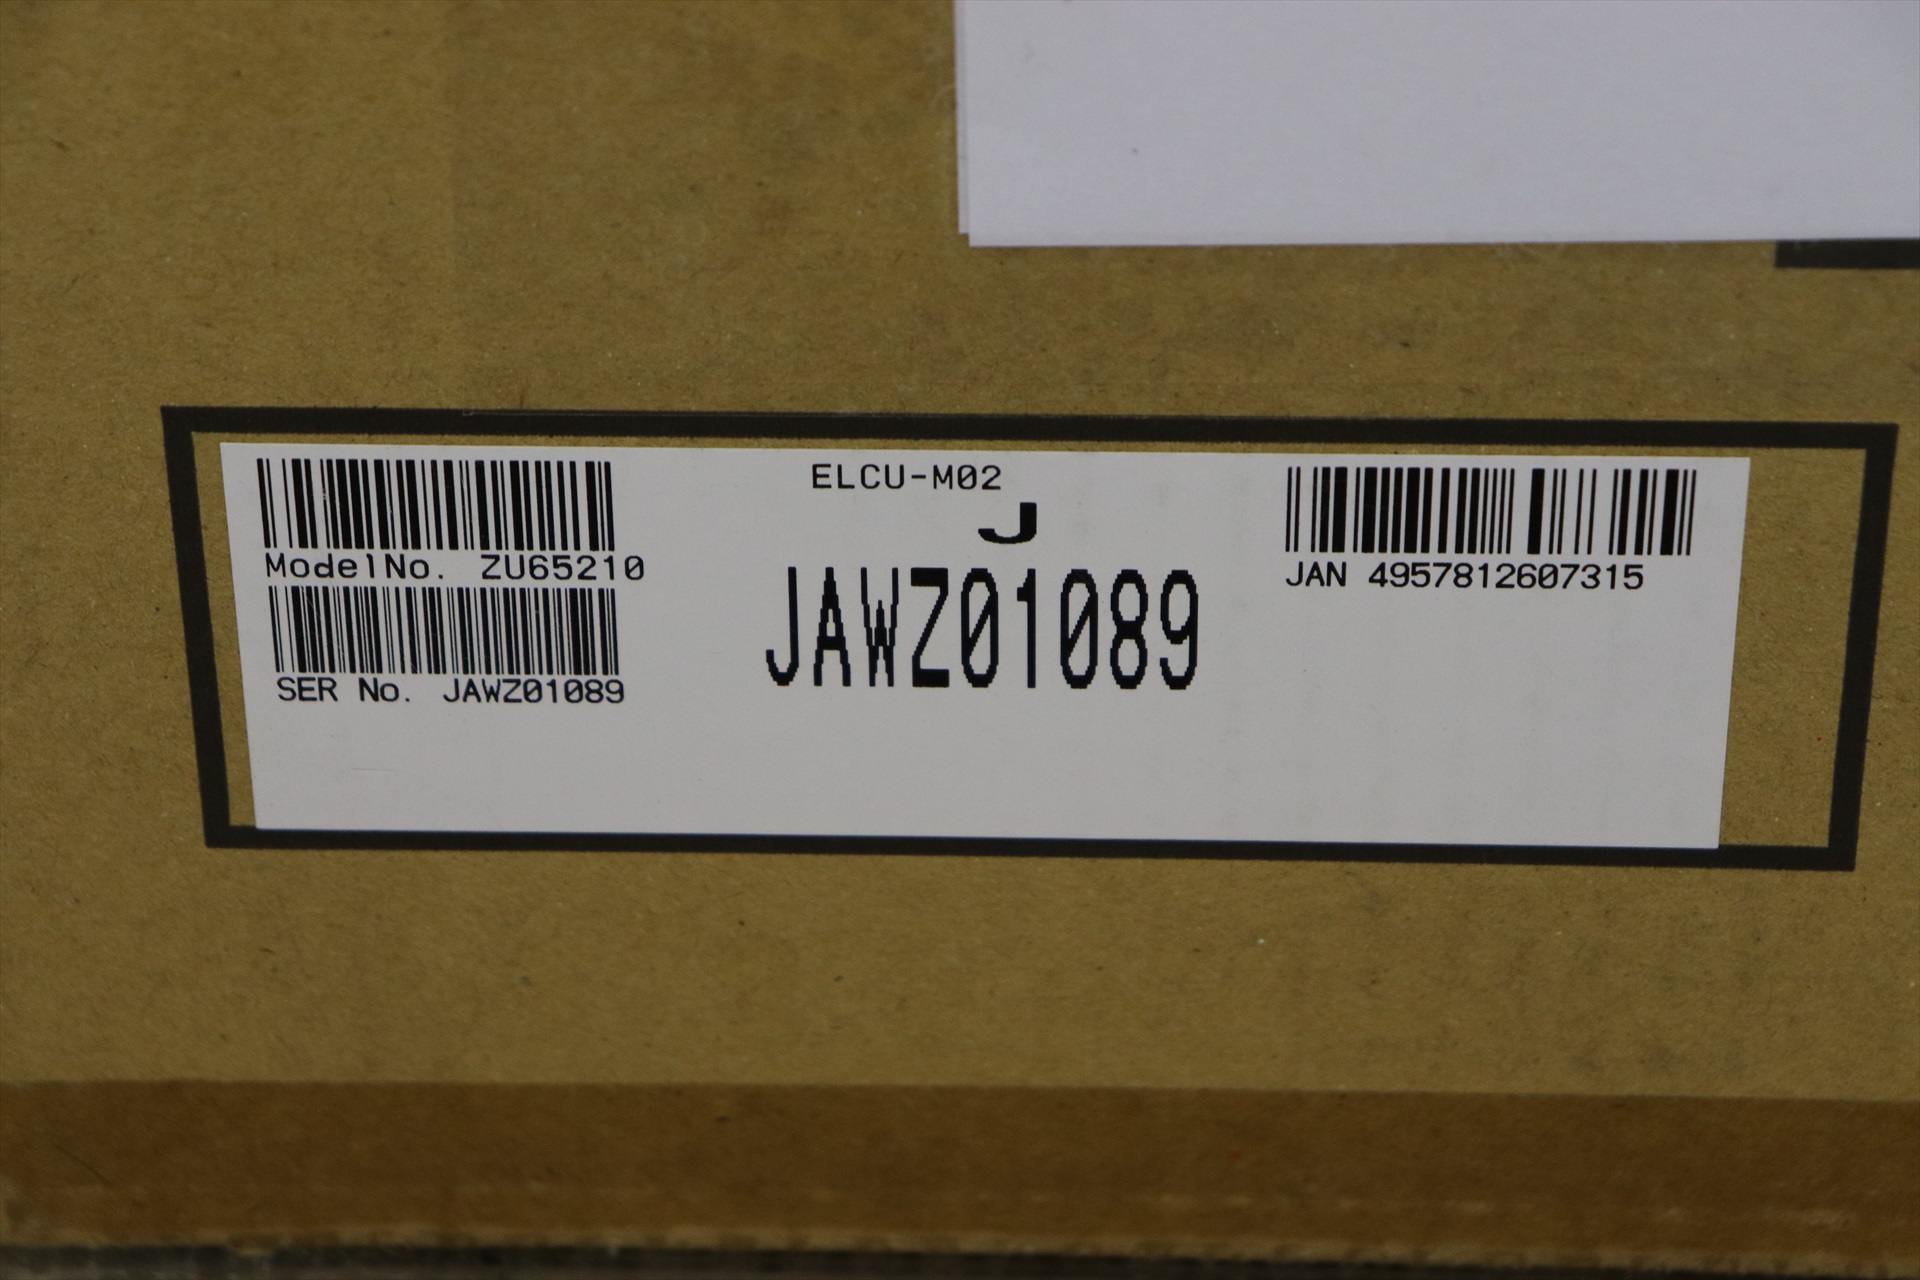 ELCU-M02
J
ModelNo. ZU65210
JAN 4957812607315
JAWZ01089
SER No. JAWZ01089